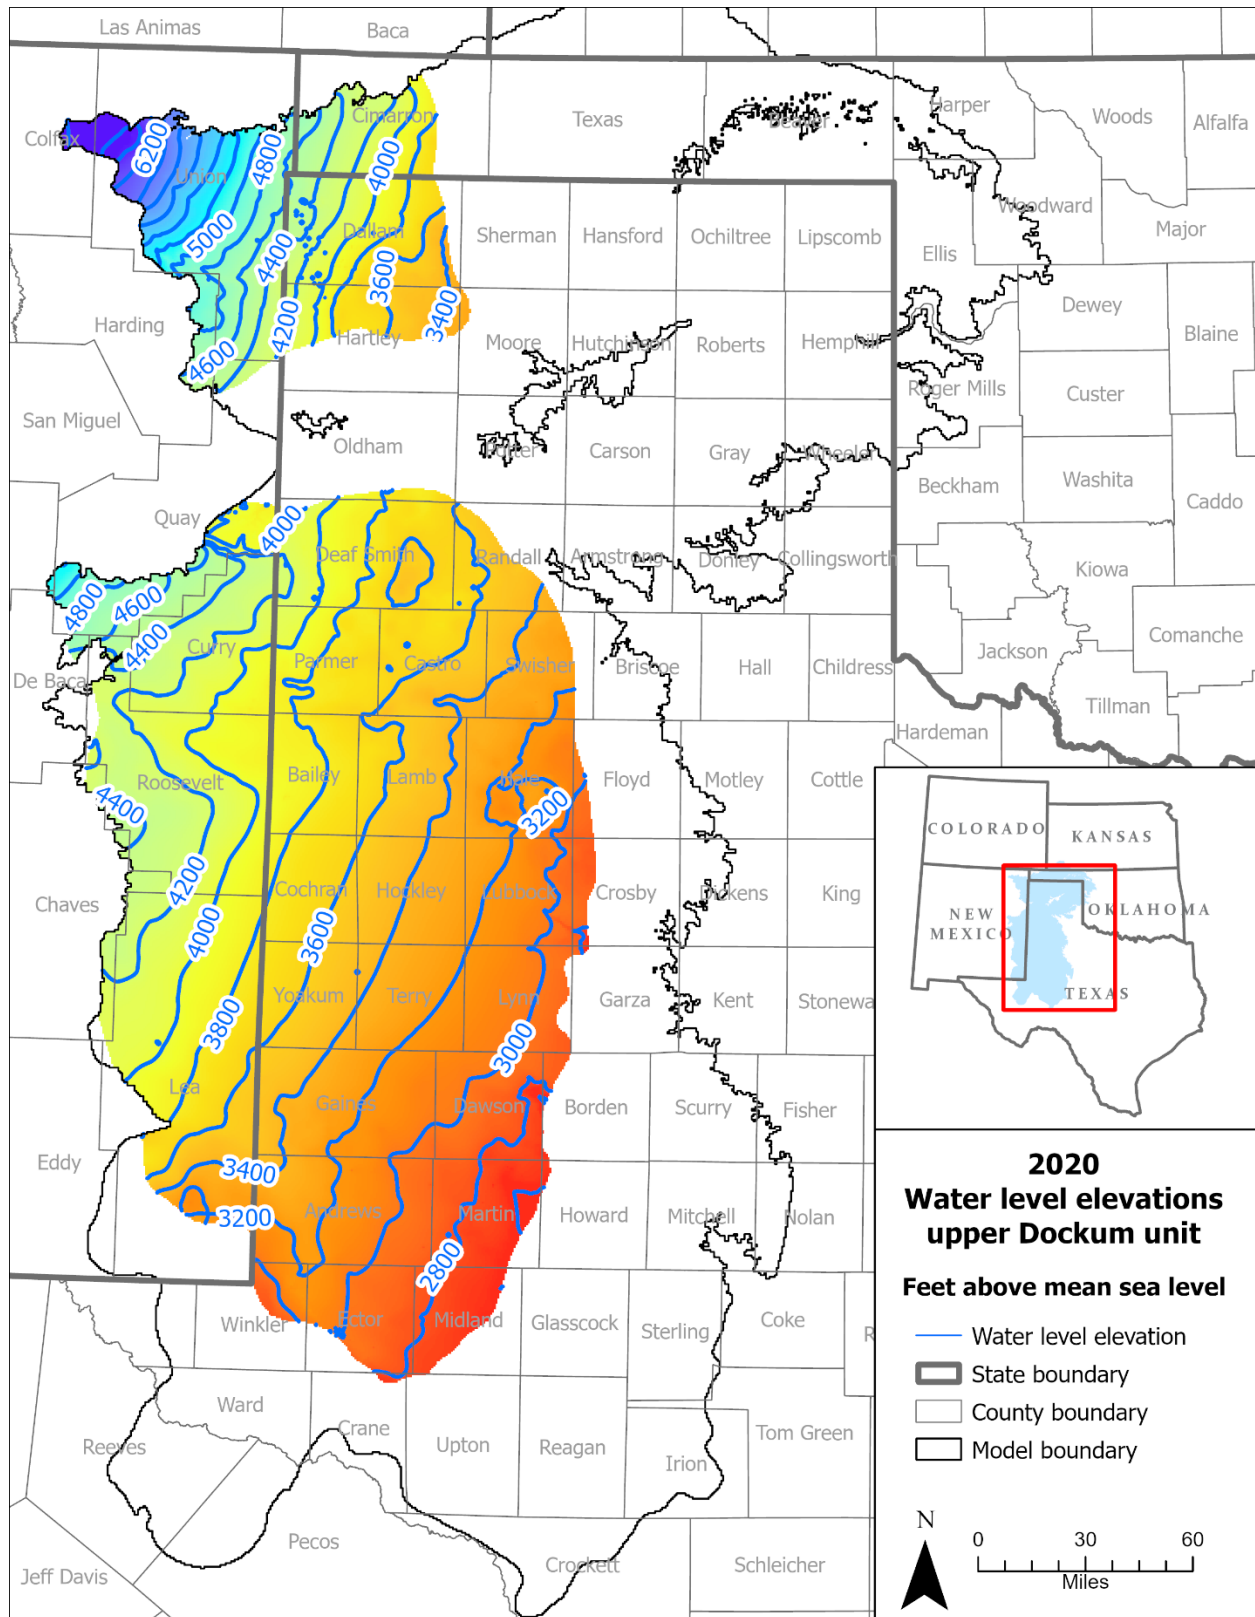 Las Animas
Baca
Colfax
6200
Union
4800
Cimarron
4000
Texas
Beaver
Harper
Woods
Alfalfa
5000
4400
Dallam
3600
Sherman
Hansford
Ochiltree
Lipscomb
Ellis
Woodward
Major
Harding
4200
3400
Hartley
Moore
Hutchinson
Roberts
Hemphill
Dewey
Blaine
4600
Roger Mills
Custer
San Miguel
Oldham
Potter
Carson
Gray
Wheeler
Beckham
Washita
Caddo
Quay
4000
Deaf Smith
Randall
Armstrong
Donley
Collingsworth
Kiowa
4800
4600
4400
Curry
Parmer
Castro
Swisher
Briscoe
Hall
Childress
Jackson
Comanche
De Baca
Tillman
Hardeman
4400
Roosevelt
Bailey
Lamb
Hale
3200
Floyd
Motley
Cottle
Chaves
4200
4000
Cochran
Hockley
Lubbock
Crosby
Dickens
King
3600
Yoakum
Terry
Lynn
Garza
Kent
Stonewa
3800
3000
Lea
Gaines
Dawson
Borden
Scurry
Fisher
Eddy
3400
3200
Andrews
Martin
Howard
Mitchell
Nolan
2800
Winkler
Ector
Midland
Glasscock
Sterling
Coke
R
Ward
Crane
Upton
Reagan
Irion
Tom Green
Reeves
Pecos
Crockett
Schleicher
Jeff Davis
COLORADO
KANSAS
NEW
MEXICO
OKLAHOMA
TEXAS
2020
Water level elevations
upper Dockum unit
Feet above mean sea level
Water level elevation
State boundary
County boundary
Model boundary
N
0 30 60
Miles